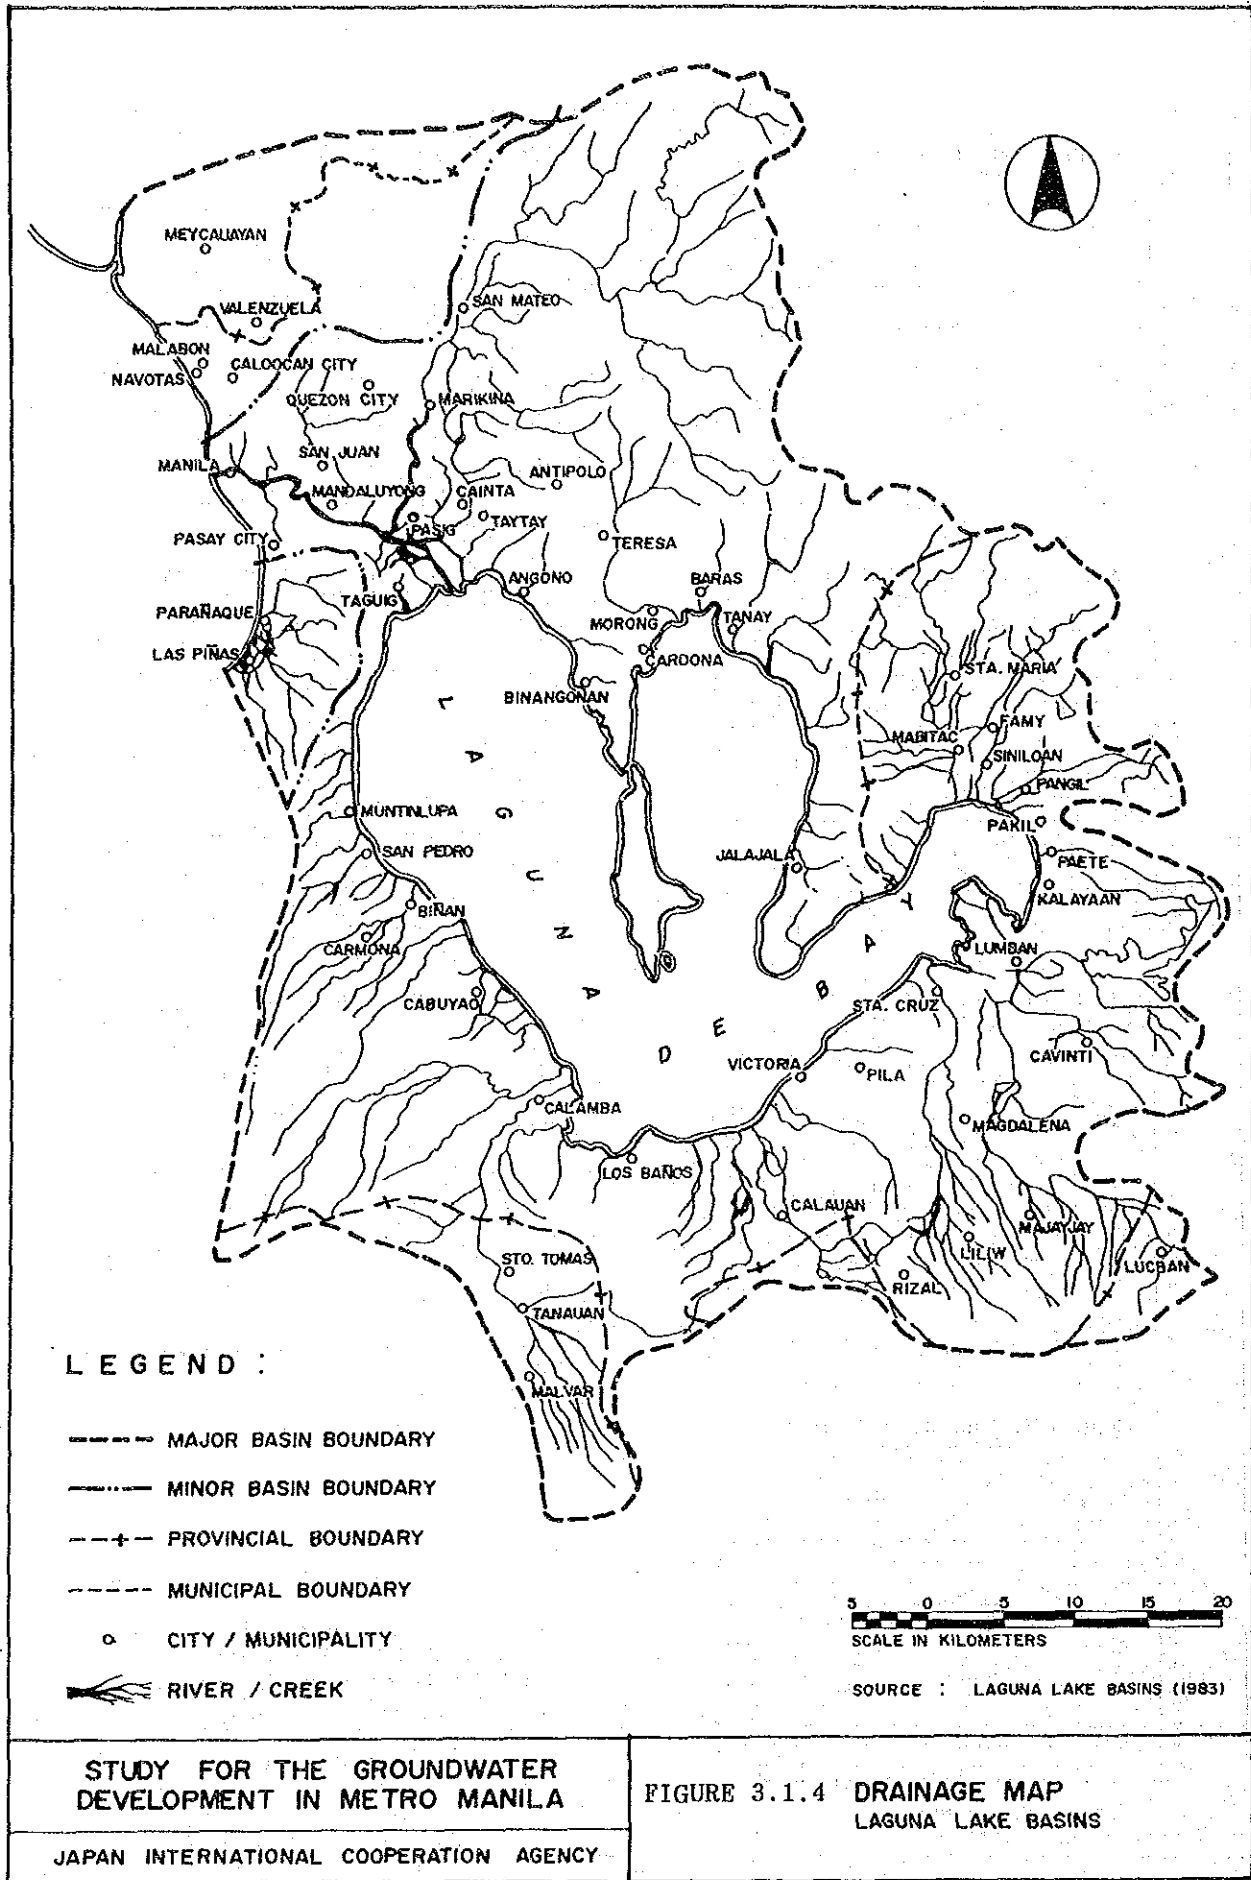 MEYCAUAYAN
SAN MATEO
VALENZUELA
MALABON
CALOOCAN CITY
NAVOTAS
QUEZON CITY
MARIKINA
SAN JUAN
MANILA
ANTIPOLO
MANDALUYONG
CAINTA
PASIG
TAYTAY
PASAY CITY
TERESA
ANGONO
BARAS
TAGUIG
PARAÑAQUE
MORONG
TANAY
LAS PIÑAS
CARDONA
STA. MARIA
BINANGONAN
FAMY
MABITAC
SINILOAN
PANGIL
MUNTINLUPA
PAKIL
SAN PEDRO
JALAJALA
PAETE
KALAYAAN
BIÑAN
LAGUNA DE BAY
CARMONA
LUMBAN
CABUYAO
STA. CRUZ
CAVINTI
VICTORIA
PILA
CALAMBA
MAGDALENA
LOS BAÑOS
CALAUAN
MAJAYJAY
LILIW
LUCBAN
STO. TOMAS
RIZAL
TANAUAN
MALVAR
LEGEND :
MAJOR BASIN BOUNDARY
MINOR BASIN BOUNDARY
PROVINCIAL BOUNDARY
MUNICIPAL BOUNDARY
CITY / MUNICIPALITY
RIVER / CREEK
5 0 5 10 15 20
SCALE IN KILOMETERS
SOURCE : LAGUNA LAKE BASINS (1983)
STUDY FOR THE GROUNDWATER
DEVELOPMENT IN METRO MANILA
JAPAN INTERNATIONAL COOPERATION AGENCY
FIGURE 3.1.4 DRAINAGE MAP
LAGUNA LAKE BASINS